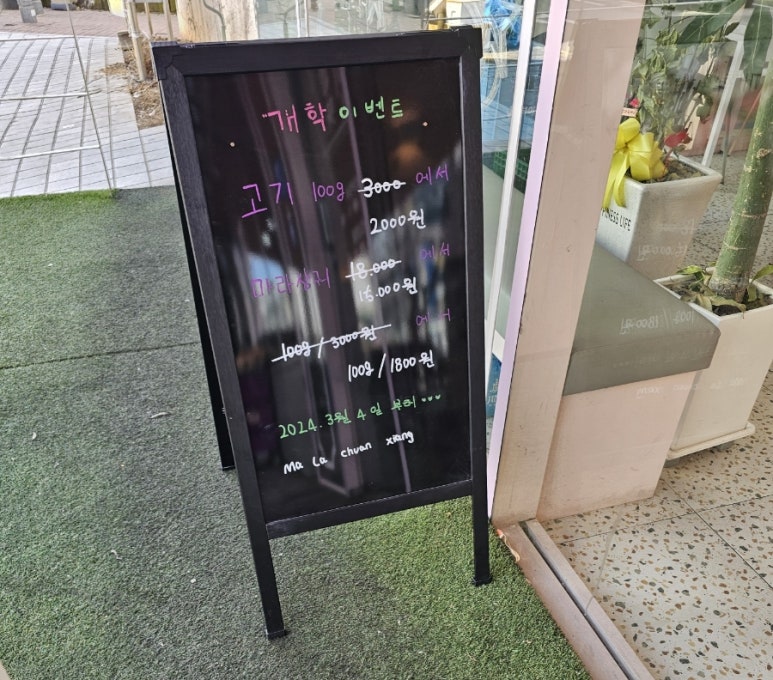 "개학 이벤트
고기 100g 3000 에서
2000원
마라샹궈 18.000 에서
15.000원
100g / 3000원 에서
100g / 1800원
2024. 3월 4일 부터...
Ma La chuan xiang